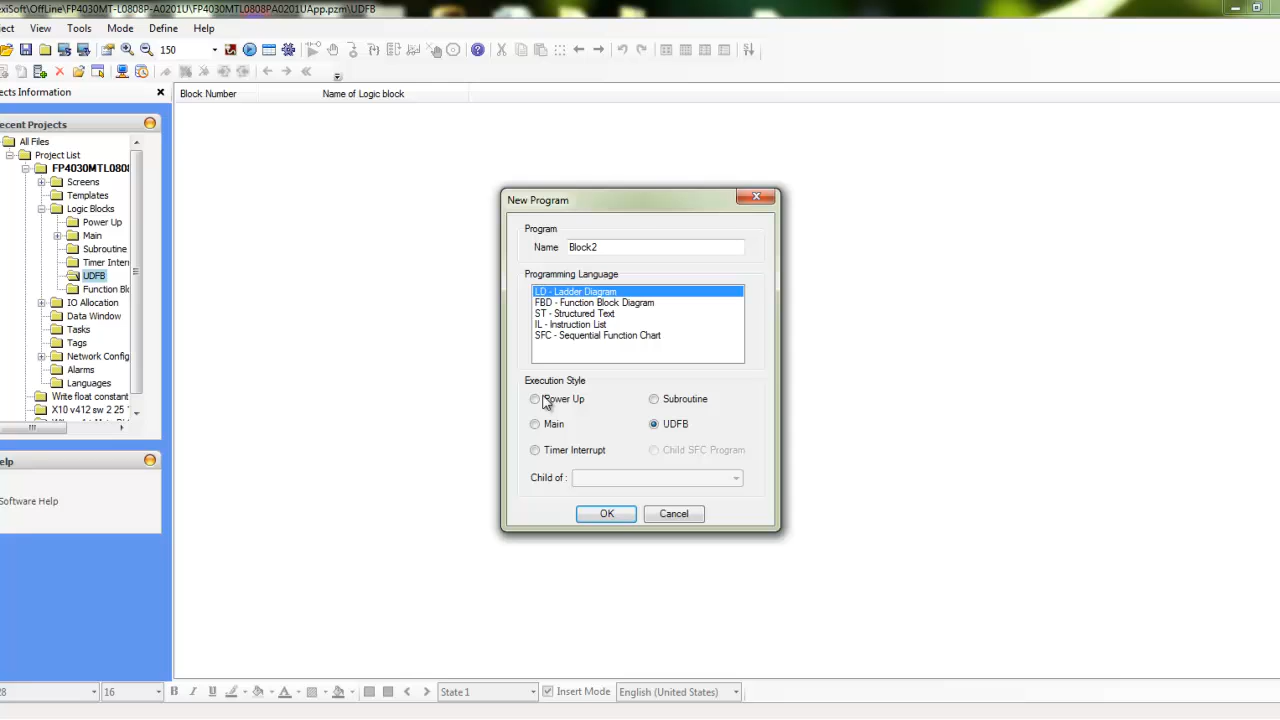 exiSoft\OffLine\FP4030MT-L0808P-A0201U\FP4030MTL0808PA0201UApp.pzm\UDFB
ect View Tools Mode Define Help
150
ects Information
Block Number Name of Logic block
ecent Projects
All Files
Project List
FP4030MTL0808
Screens
Templates
Logic Blocks
Power Up
Main
Subroutine
Timer Inter
UDFB
Function Bl
IO Allocation
Data Window
Tasks
Tags
Network Config
Alarms
Languages
Write float constant
X10 v412 sw 2 25
elp
Software Help
New Program
Program
Name Block2
Programming Language
LD - Ladder Diagram
FBD - Function Block Diagram
ST - Structured Text
IL - Instruction List
SFC - Sequential Function Chart
Execution Style
Power Up Subroutine
Main UDFB
Timer Interrupt Child SFC Program
Child of :
OK Cancel
28 16 B I U A State 1 Insert Mode English (United States)